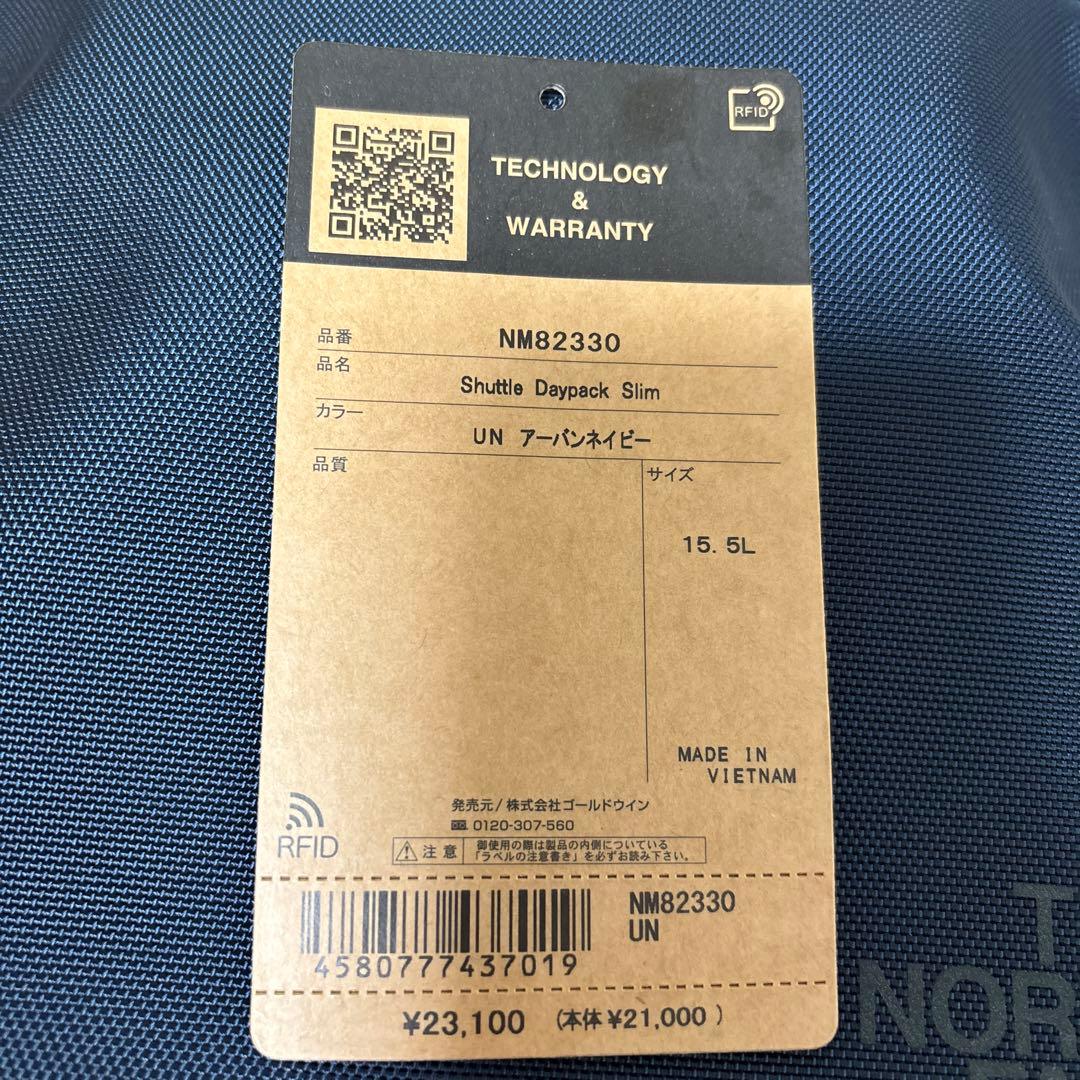 RFID
TECHNOLOGY
&
WARRANTY
品番 NM82330
品名
Shuttle Daypack Slim
カラー
UN アーバンネイビー
品質
サイズ
15.5L
MADE IN
VIETNAM
発売元/株式会社ゴールドウイン
0120-307-560
RFID
注意
御使用の際は製品の内側についている
「ラベルの注意書き」を必ずお読み下さい。
NM82330
UN
4580777437019
¥23,100 (本体¥21,000)
T
NOR